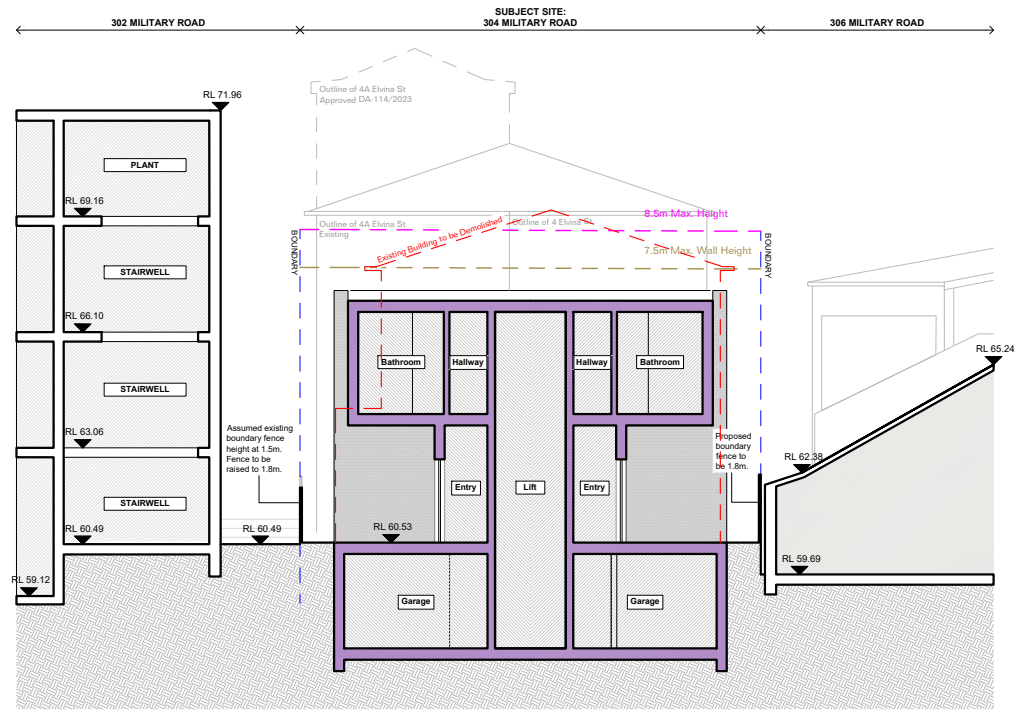 SUBJECT SITE:
302 MILITARY ROAD
304 MILITARY ROAD
306 MILITARY ROAD
Outline of 4A Elvina St
Approved DA-114/2023
RL 71.96
PLANT
RL 69.16
8.5m Max. Height
Outline of 4A Elvina St
Existing
Outline of 4 Elvina St
Existing Building to be Demolished
BOUNDARY
BOUNDARY
7.5m Max. Wall Height
STAIRWELL
RL 66.10
RL 65.24
Bathroom
Hallway
Hallway
Bathroom
STAIRWELL
Assumed existing
boundary fence
height at 1.5m.
Fence to be
raised to 1.8m.
RL 63.06
Proposed
boundary
fence to
be 1.8m.
RL 62.38
Entry
Lift
Entry
STAIRWELL
RL 60.49
RL 60.49
RL 60.53
RL 59.69
RL 59.12
Garage
Garage